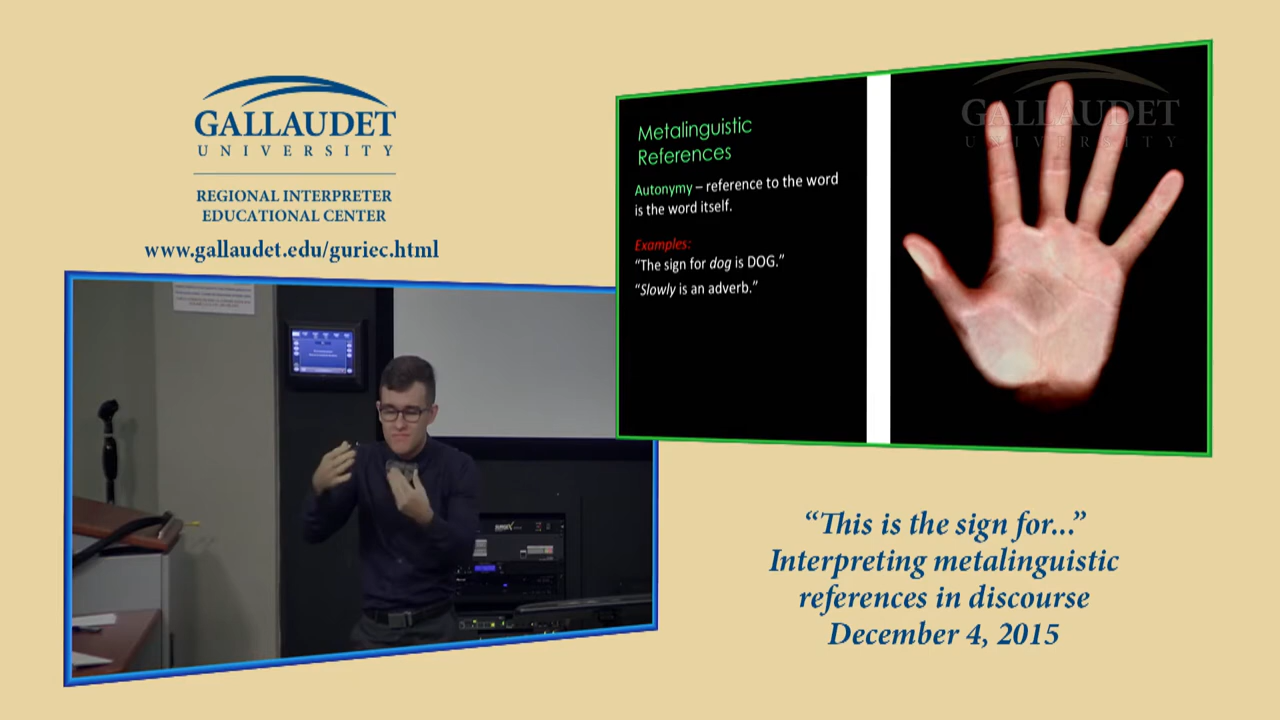 GALLAUDET
UNIVERSITY
REGIONAL INTERPRETER
EDUCATIONAL CENTER
www.gallaudet.edu/guriec.html
Metalinguistic
References
Autonymy – reference to the word
is the word itself.
Examples:
"The sign for dog is DOG."
"Slowly is an adverb."
GALLAUDET
UNIVERSITY
“This is the sign for...”
Interpreting metalinguistic
references in discourse
December 4, 2015